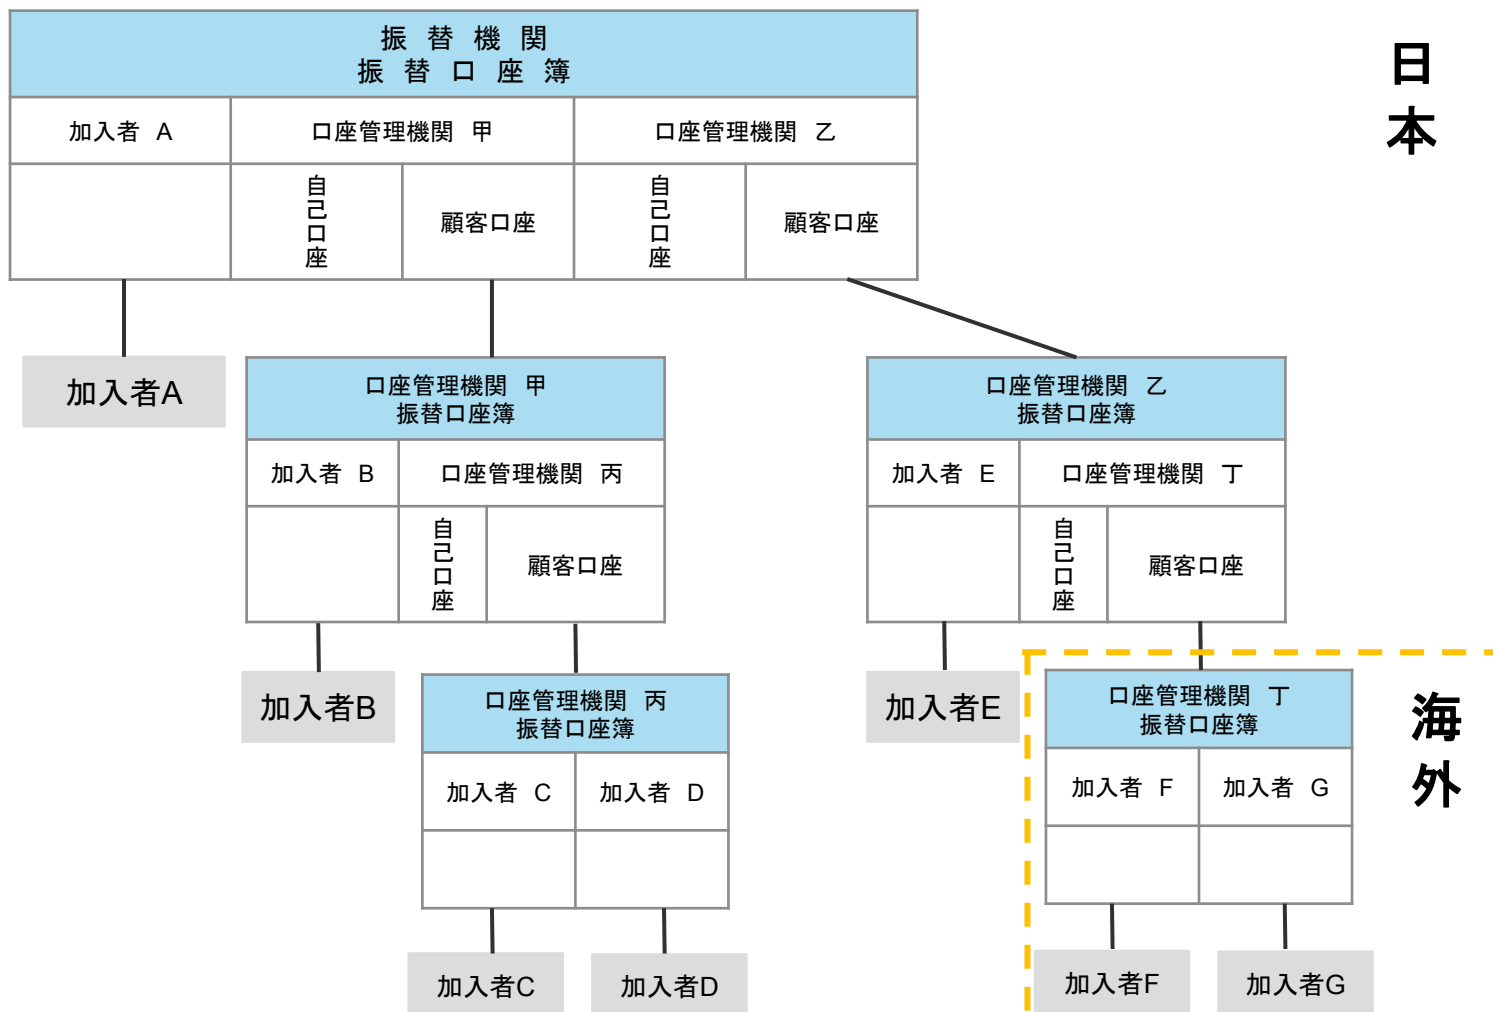 振 替 機 関
振 替 口 座 簿
加入者 A
口座管理機関 甲
口座管理機関 乙
自己口座
顧客口座
自己口座
顧客口座
日本
加入者A
口座管理機関 甲
振替口座簿
加入者 B
口座管理機関 丙
自己口座
顧客口座
口座管理機関 乙
振替口座簿
加入者 E
口座管理機関 丁
自己口座
顧客口座
加入者B
口座管理機関 丙
振替口座簿
加入者 C
加入者 D
加入者E
口座管理機関 丁
振替口座簿
加入者 F
加入者 G
海外
加入者C
加入者D
加入者F
加入者G